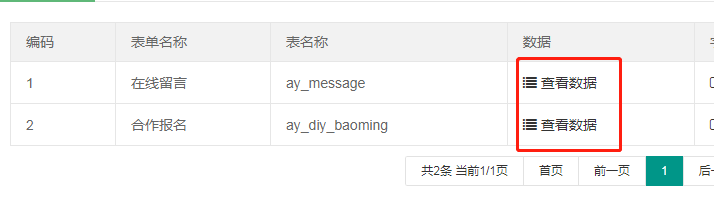 编码 表单名称 表名称 数据
1 在线留言 ay_message 查看数据
2 合作报名 ay_diy_baoming 查看数据
共2条 当前1/1页 首页 前一页 1